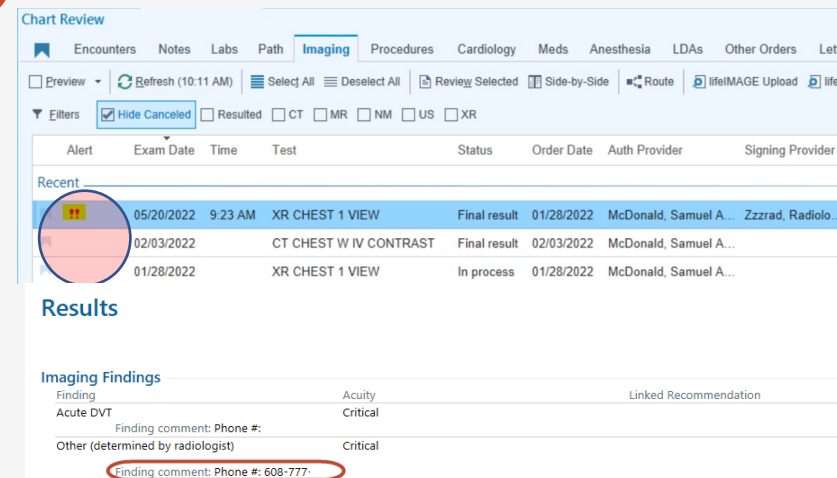 Chart Review
Encounters Notes Labs Path Imaging Procedures Cardiology Meds Anesthesia LDAs Other Orders Let
Preview Refresh (10:11 AM) Select All Deselect All Review Selected Side-by-Side Route lifeIMAGE Upload life
Filters Hide Canceled Resulted CT MR NM US XR
Alert Exam Date Time Test Status Order Date Auth Provider Signing Provider
Recent
!! 05/20/2022 9:23 AM XR CHEST 1 VIEW Final result 01/28/2022 McDonald, Samuel A... Zzzrad, Radiolo...
02/03/2022 CT CHEST W IV CONTRAST Final result 02/03/2022 McDonald, Samuel A...
01/28/2022 XR CHEST 1 VIEW In process 01/28/2022 McDonald, Samuel A...
Results
Imaging Findings
Finding Acuity Linked Recommendation
Acute DVT Critical
Finding comment: Phone #:
Other (determined by radiologist) Critical
Finding comment: Phone #: 608-777-